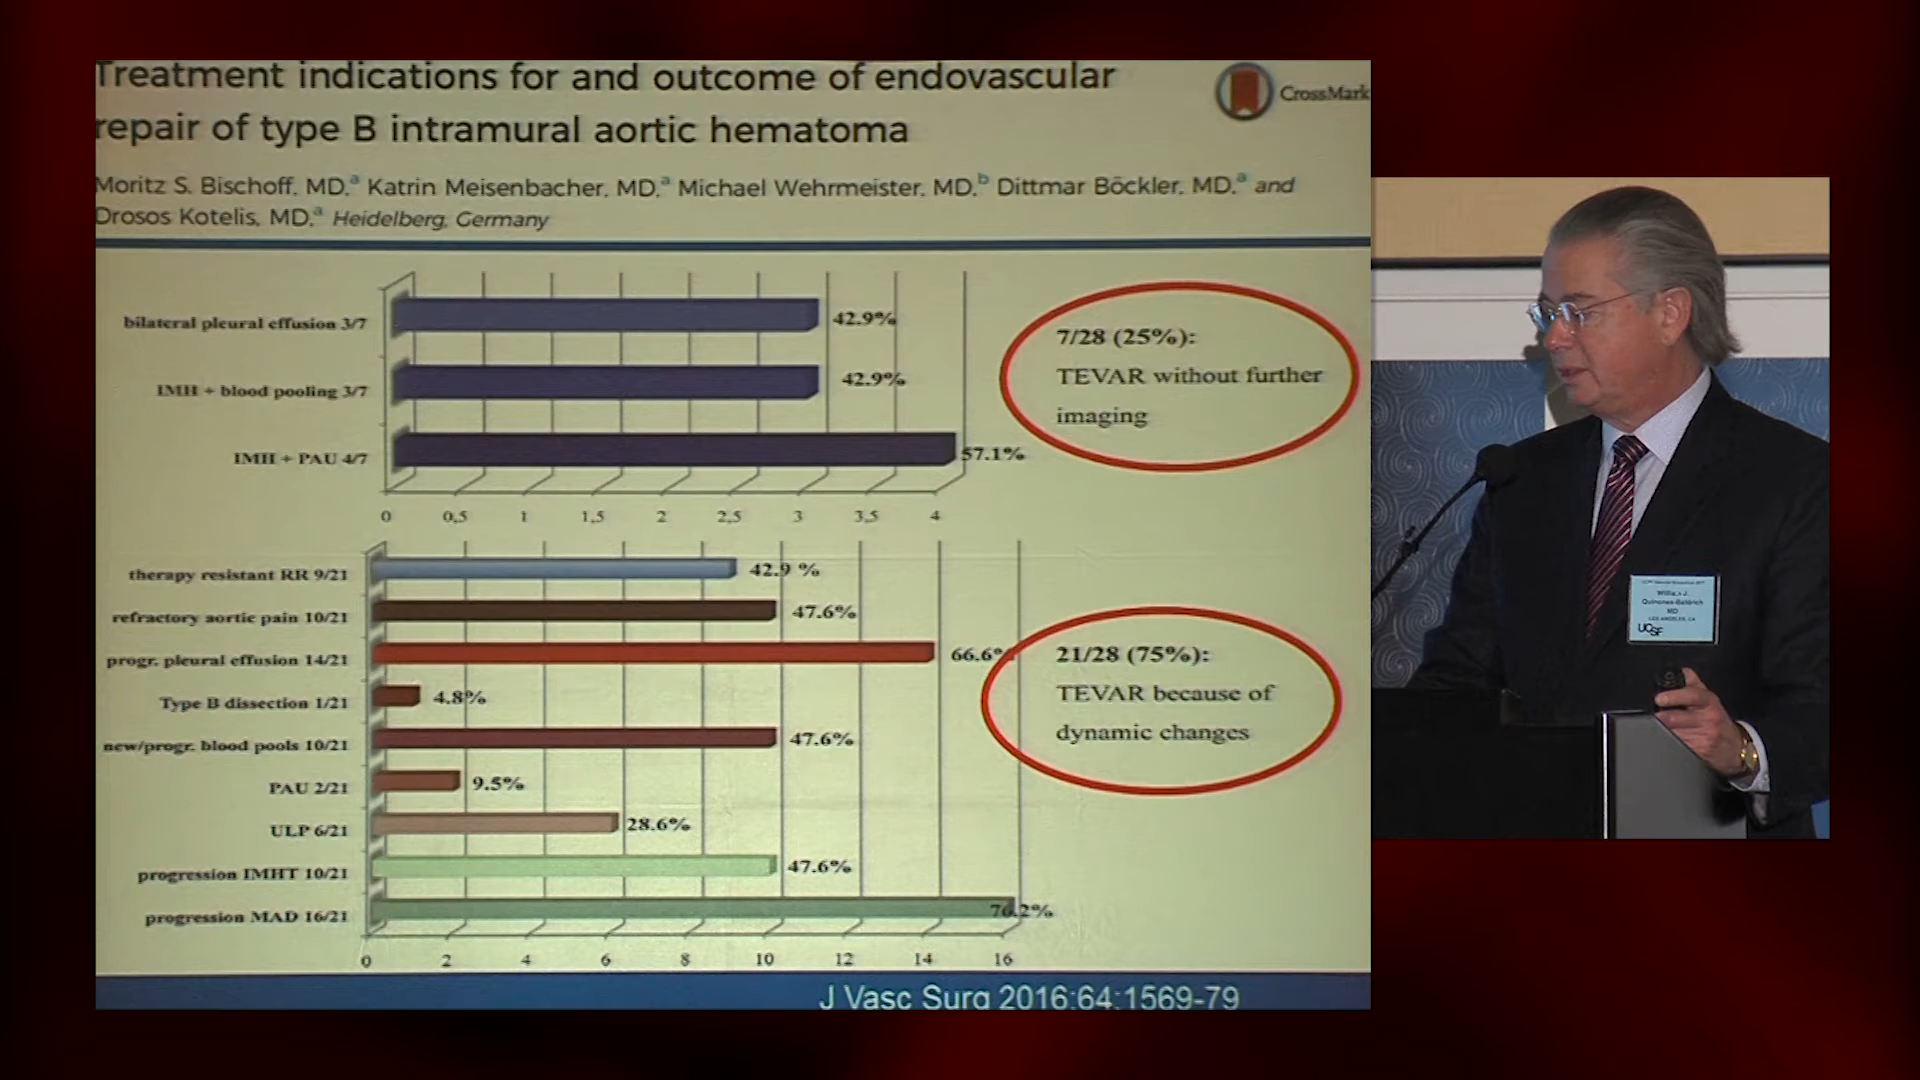 Treatment indications for and outcome of endovascular
repair of type B intramural aortic hematoma
CrossMark
Moritz S. Bischoff, MD,a Katrin Meisenbacher, MD,a Michael Wehrmeister, MD,b Dittmar Böckler, MD,a and
Drosos Kotelis, MD,a Heidelberg, Germany
bilateral pleural effusion 3/7
42.9%
IMH + blood pooling 3/7
42.9%
IMH + PAU 4/7
57.1%
0 0,5 1 1,5 2 2,5 3 3,5 4
7/28 (25%):
TEVAR without further
imaging
therapy resistant RR 9/21
42.9 %
refractory aortic pain 10/21
47.6%
progr. pleural effusion 14/21
66.6%
Type B dissection 1/21
4.8%
new/progr. blood pools 10/21
47.6%
PAU 2/21
9.5%
ULP 6/21
28.6%
progression IMHT 10/21
47.6%
progression MAD 16/21
76.2%
0 2 4 6 8 10 12 14 16
21/28 (75%):
TEVAR because of
dynamic changes
J Vasc Surg 2016;64:1569-79
William J.
Quinones-Baldrich
MD
LOS ANGELES, CA
UCSF